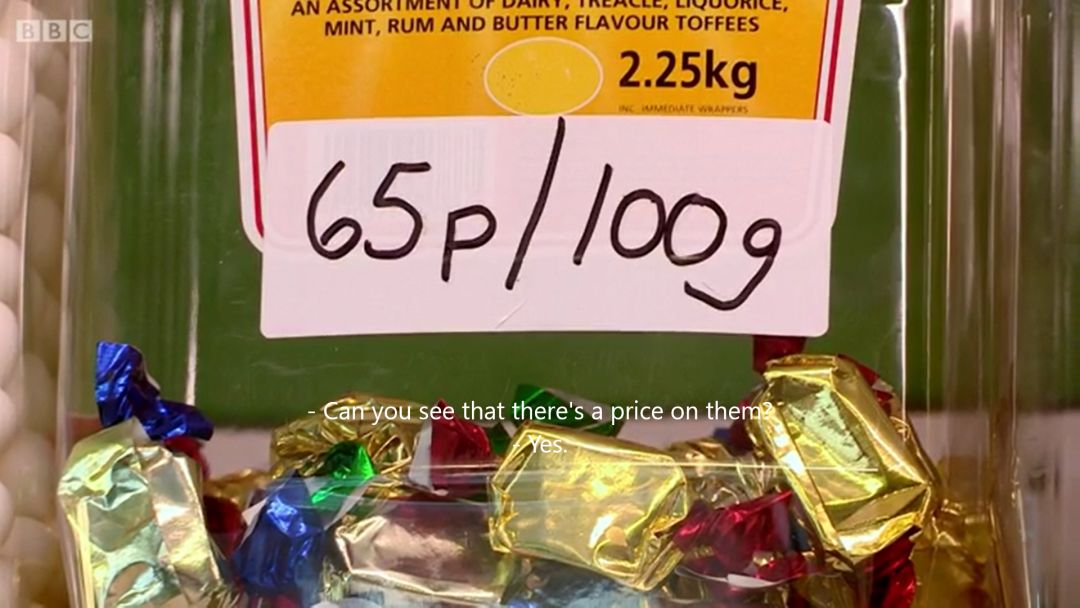 BBC
AN ASSORTMENT OF DAIRY, TREACLE, LIQUORICE,
MINT, RUM AND BUTTER FLAVOUR TOFFEES
2.25kg
INC. IMMEDIATE WRAPPERS
65p/100g
- Can you see that there's a price on them?
- Yes.